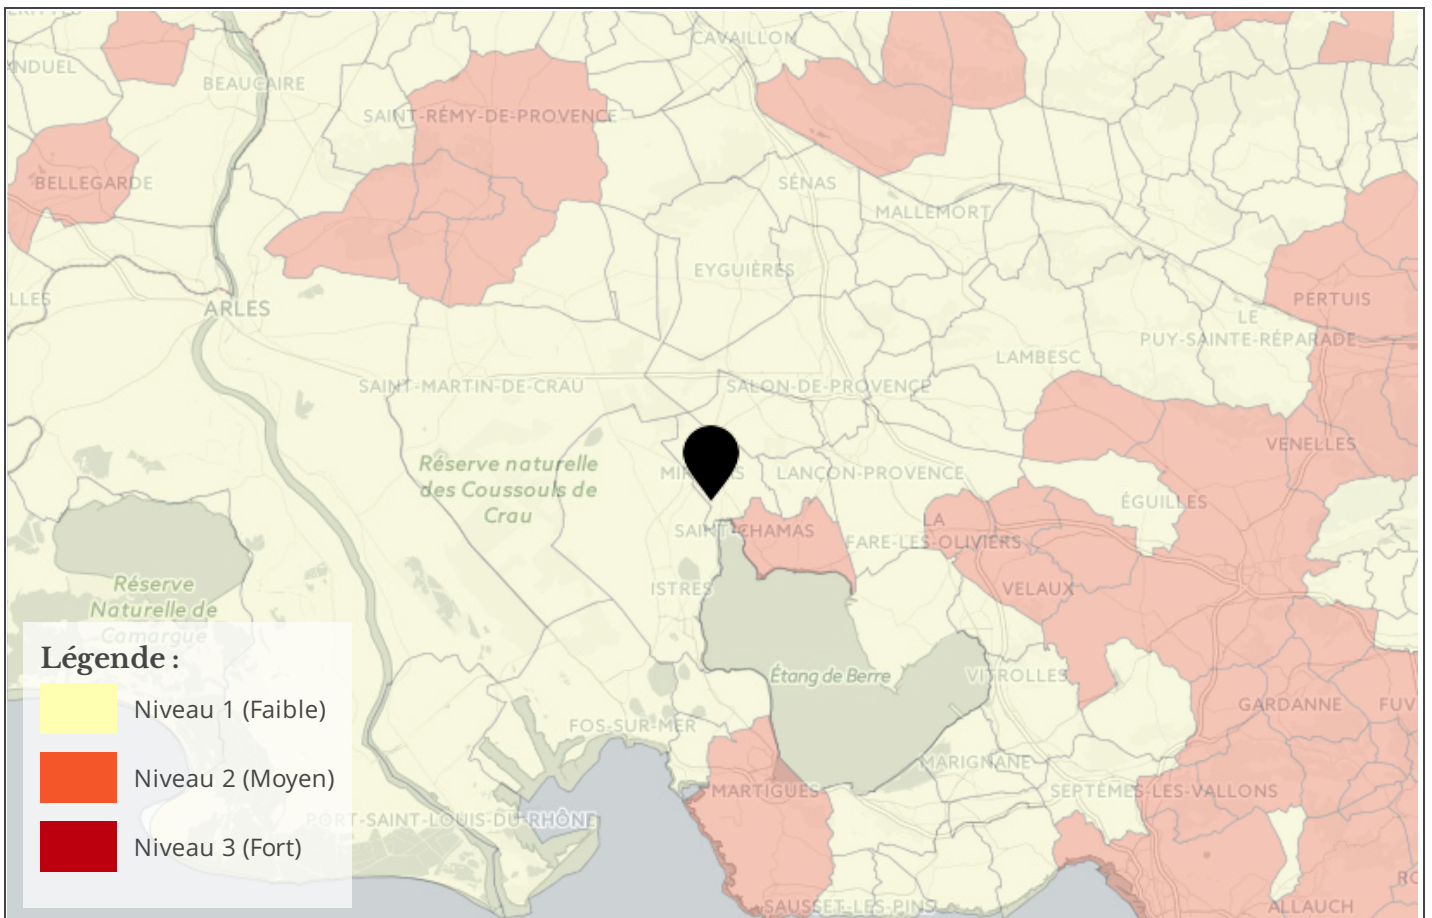 CAVAILLON
NDUEL
BEAUCAIRE
SAINT-RÉMY-DE-PROVENCE
BELLEGARDE
SÉNAS
MALLEMORT
EYGUIÈRES
LLES
ARLES
PERTUIS
LE
PUY-SAINTE-RÉPARADE
LAMBESC
SAINT-MARTIN-DE-CRAU
SALON-DE-PROVENCE
VENELLES
Réserve naturelle
des Coussouls de
Crau
MIR S
LANÇON-PROVENCE
ÉGUILLES
SAINT-CHAMAS
LA
FARE-LES-OLIVIERS
Réserve
Naturelle de
Camargue
ISTRES
VELAUX
Étang de Berre
VITROLLES
GARDANNE
FUV
FOS-SUR-MER
MARIGNANE
MARTIGUES
SEPTÈMES-LES-VALLONS
PORT-SAINT-LOUIS-DU-RHÔNE
RO
SAUSSET-LES-PINS
ALLAUCH
Légende :
Niveau 1 (Faible)
Niveau 2 (Moyen)
Niveau 3 (Fort)